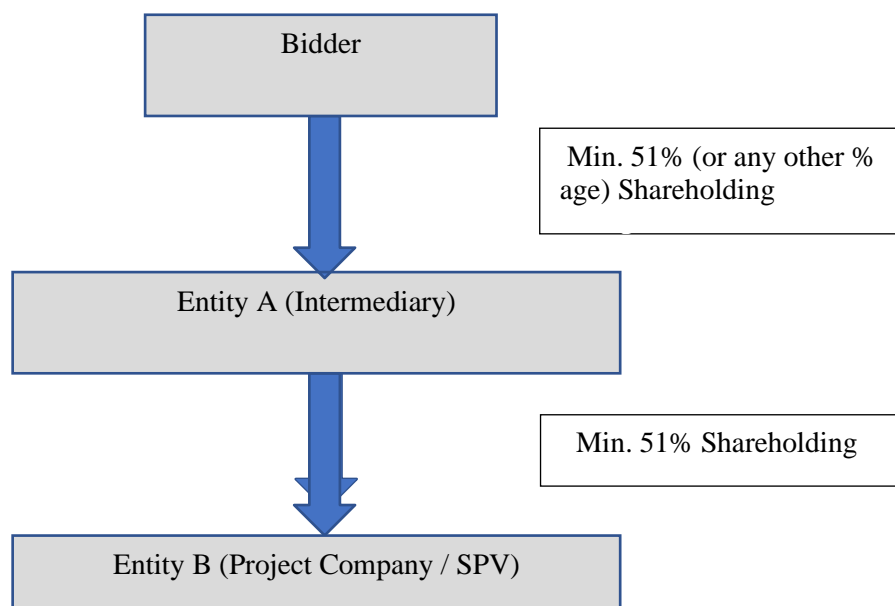 Bidder
Min. 51% (or any other %
age) Shareholding
Entity A (Intermediary)
Min. 51% Shareholding
Entity B (Project Company / SPV)